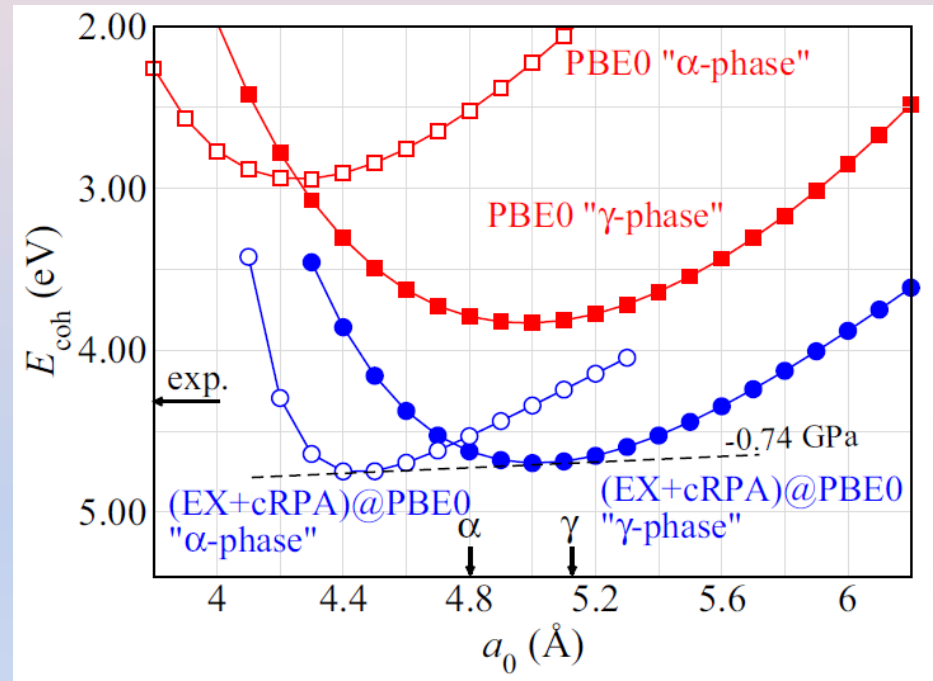 2.00
PBE0 "α-phase"
3.00
PBE0 "γ-phase"
E_coh (eV)
4.00
exp.
-0.74 GPa
(EX+cRPA)@PBE0
"α-phase"
(EX+cRPA)@PBE0
"γ-phase"
5.00
α
γ
4 4.4 4.8 5.2 5.6 6
a_0 (Å)